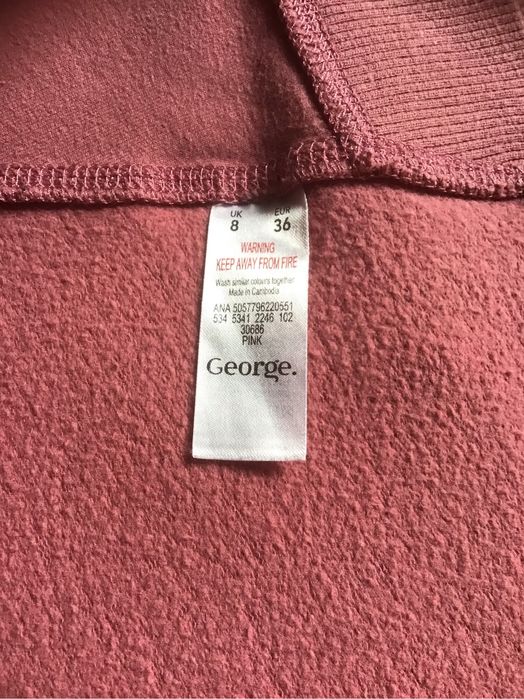 UK EUR
8 36
WARNING
KEEP AWAY FROM FIRE
Wash similar colours together
Made in Cambodia
ANA 5057796220651
534 5341 2246 102
30686
PINK
George.